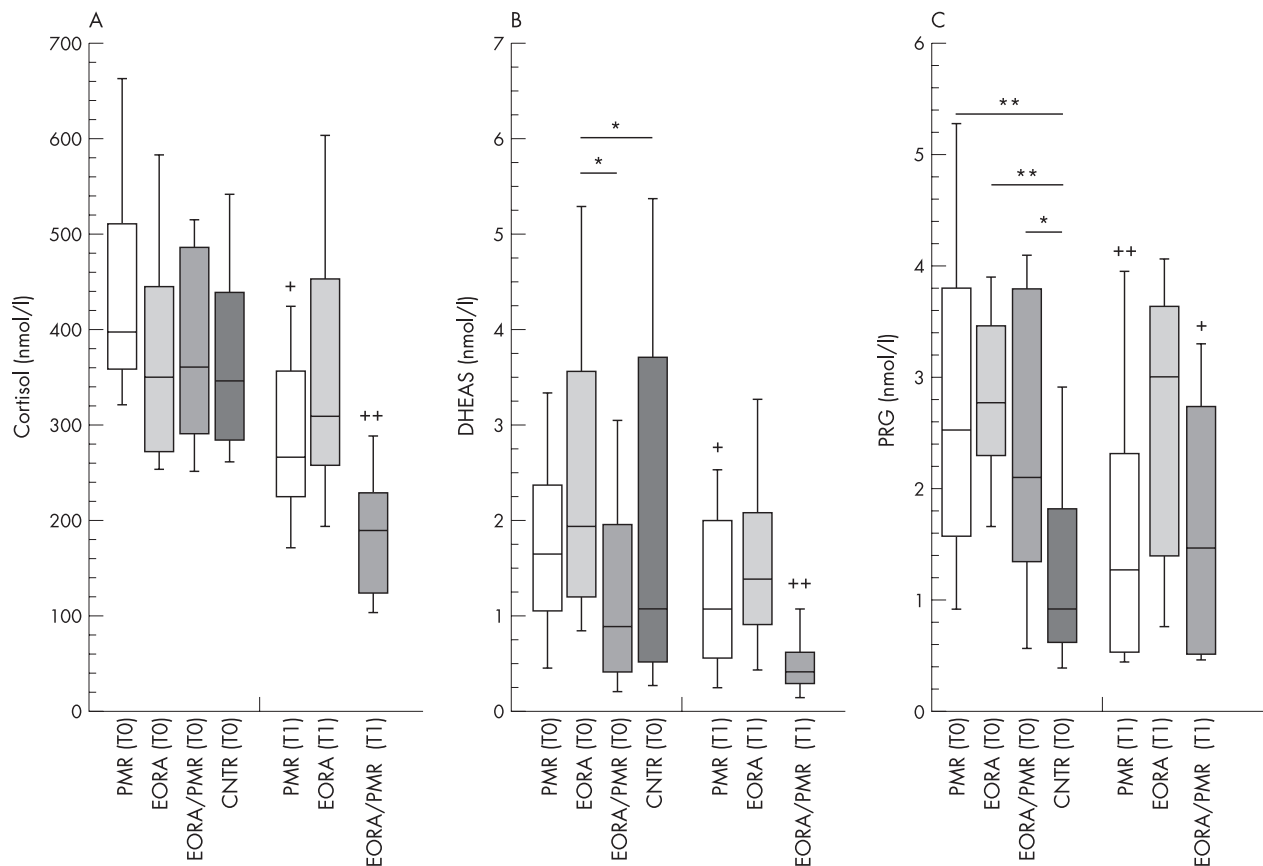 A
Cortisol (nmol/l)
700
600
500
400
300
200
100
0
+
++
PMR (T0)
EORA (T0)
EORA/PMR (T0)
CNTR (T0)
PMR (T1)
EORA (T1)
EORA/PMR (T1)
B
DHEAS (nmol/l)
7
6
5
4
3
2
1
0
*
*
+
++
PMR (T0)
EORA (T0)
EORA/PMR (T0)
CNTR (T0)
PMR (T1)
EORA (T1)
EORA/PMR (T1)
C
PRG (nmol/l)
6
5
4
3
2
1
0
**
**
*
++
+
PMR (T0)
EORA (T0)
EORA/PMR (T0)
CNTR (T0)
PMR (T1)
EORA (T1)
EORA/PMR (T1)